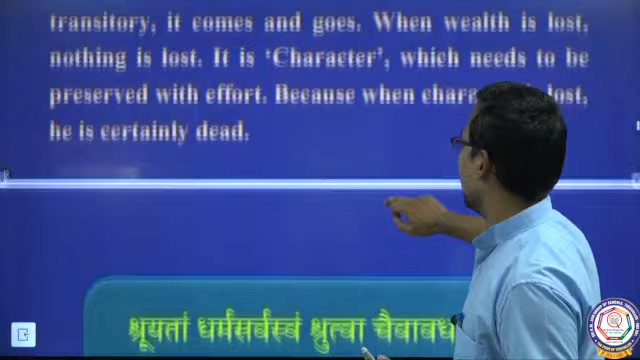 transitory, it comes and goes. When wealth is lost,
nothing is lost. It is ‘Character’, which needs to be
preserved with effort. Because when lost,
he is certainly dead.
श्रूयतां धर्मसर्वस्वं श्रुत्वा